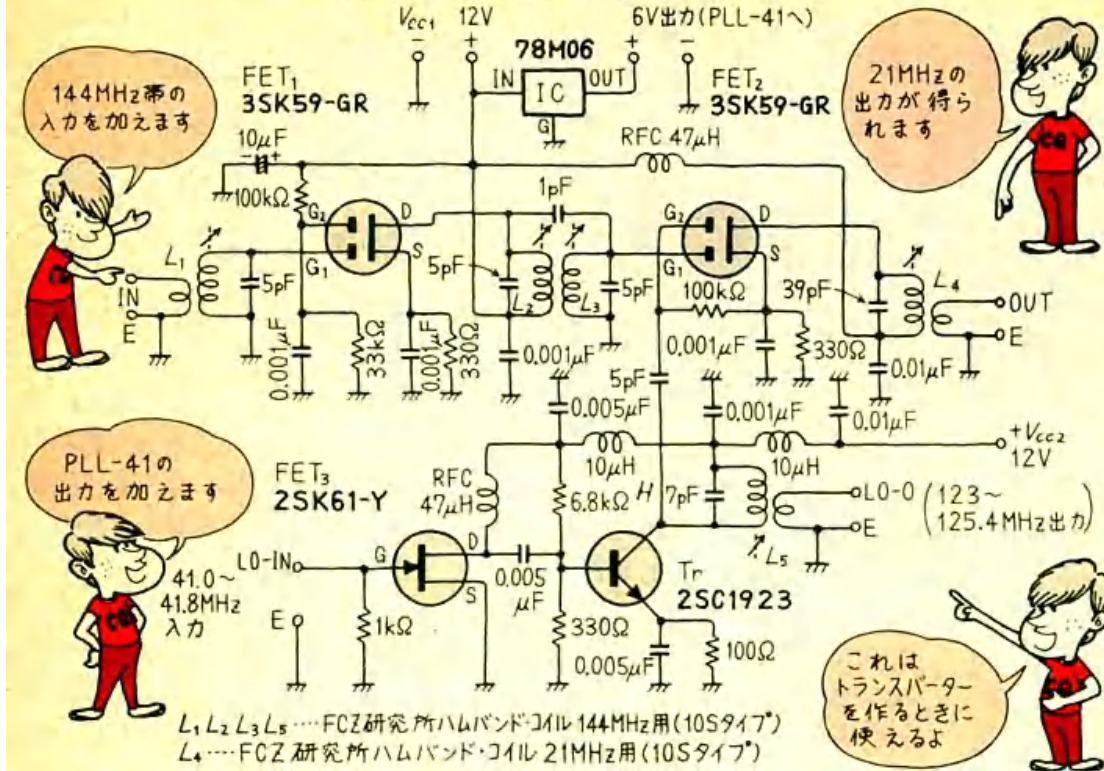 Vcc1
12V
6V出力(PLL-41へ)
-
+
+
-
78M06
IN
OUT
IC
G
144MHz帯の
入力を加えます
FET1
3SK59-GR
FET2
3SK59-GR
21MHzの
出力が得ら
れます
cq
10μF
- +
RFC 47μH
100kΩ
1pF
G2
D
G1
S
G2
D
G1
S
L1
IN
E
5pF
5pF
L2
L3
5pF
100kΩ
39pF
L4
OUT
E
0.001μF
33kΩ
0.001μF
330Ω
0.001μF
0.001μF
330Ω
0.01μF
5pF
0.005μF
0.001μF
0.01μF
PLL-41の
出力を加えます
FET3
2SK61-Y
RFC
47μH
10μH
10μH
+Vcc2
12V
6.8kΩ
H
7pF
LO-O
E
(123~
125.4MHz出力)
L5
LO-IN
41.0~
41.8MHz
入力
G
D
S
0.005
μF
Tr
2SC1923
E
1kΩ
330Ω
0.005μF
100Ω
これは
トランスバーター
を作るときに
使えるよ
L1 L2 L3 L5 ····FCZ研究所ハムバンド·コイル 144MHz用(10Sタイプ)
L4 ····FCZ研究所ハムバンド·コイル 21MHz用(10Sタイプ)